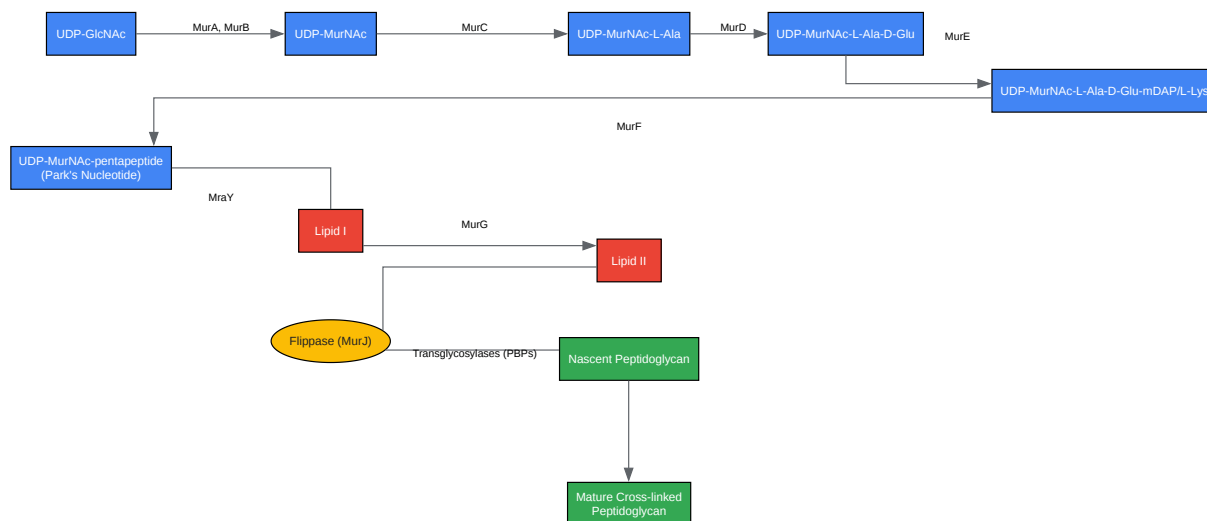 UDP-GlcNAc
MurA, MurB
UDP-MurNAc
MurC
UDP-MurNAc-L-Ala
MurD
UDP-MurNAc-L-Ala-D-Glu
MurE
UDP-MurNAc-L-Ala-D-Glu-mDAP/L-Lys
MurF
UDP-MurNAc-pentapeptide
(Park's Nucleotide)
MraY
Lipid I
MurG
Lipid II
Flippase (MurJ)
Transglycosylases (PBPs)
Nascent Peptidoglycan
Mature Cross-linked
Peptidoglycan